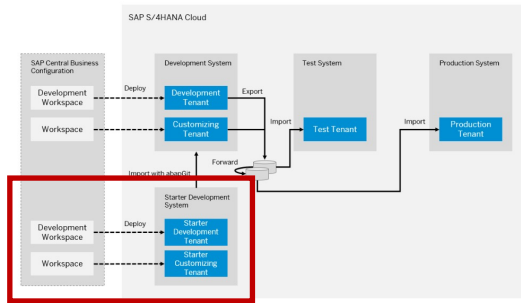 SAP S/4HANA Cloud
SAP Central Business
Configuration
Development System
Test System
Production System
Development
Workspace
Deploy
Development
Tenant
Export
Workspace
Customizing
Tenant
Import
Test Tenant
Import
Production
Tenant
Forward
Import with abapGit
Starter Development
System
Development
Workspace
Deploy
Starter
Development
Tenant
Workspace
Starter
Customizing
Tenant